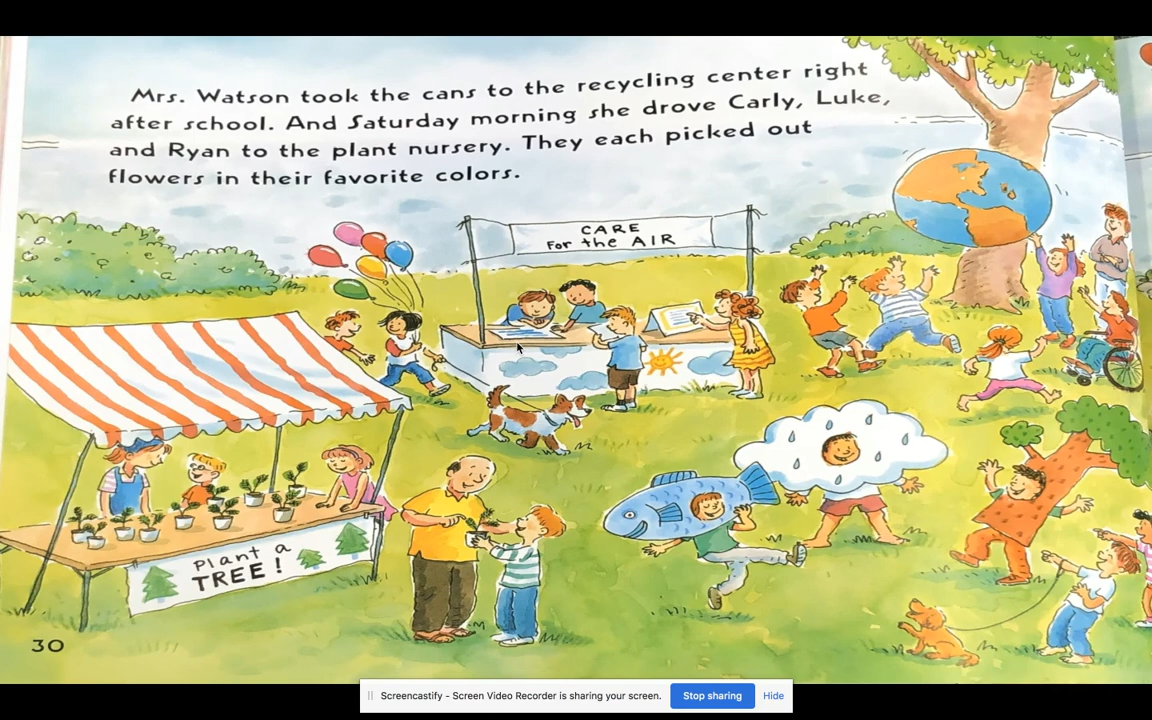 Mrs. Watson took the cans to the recycling center right
after school. And Saturday morning she drove Carly, Luke,
and Ryan to the plant nursery. They each picked out
flowers in their favorite colors.
CARE
For the AIR
Plant a
TREE!
30
Screencastify - Screen Video Recorder is sharing your screen.
Stop sharing
Hide